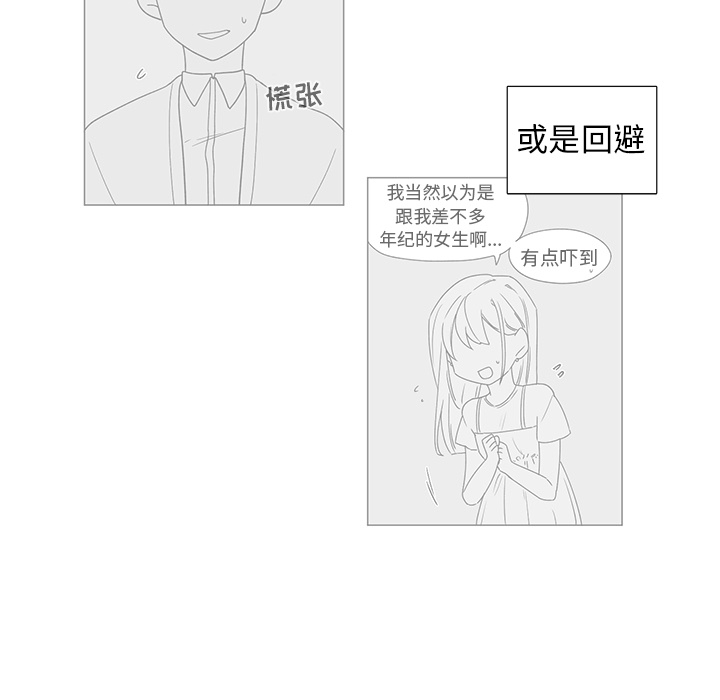 慌张
或是回避
我当然以为是
跟我差不多
年纪的女生啊...
有点吓到